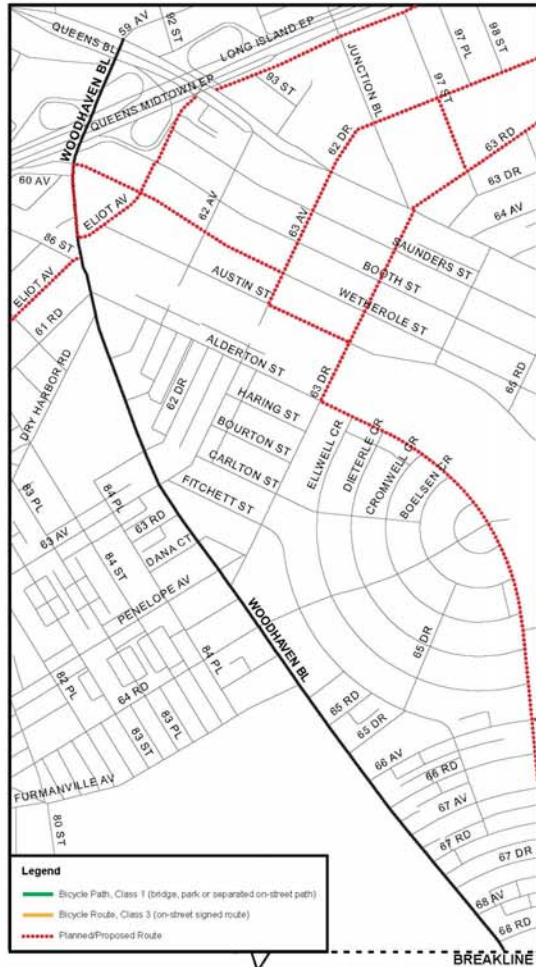 59 AV
92 ST
QUEENS BL
LONG ISLAND EP
97 PL
98 ST
WOODHAVEN BL
QUEENS MIDTOWN EP
93 ST
JUNCTION BL
97 ST
62 DR
63 RD
63 DR
64 AV
60 AV
ELIOT AV
62 AV
63 AV
86 ST
SAUNDERS ST
BOOTH ST
ELIOT AV
AUSTIN ST
WETHEROLE ST
61 RD
ALDERTON ST
65 RD
DRY HARBOR RD
62 DR
63 DR
HARING ST
BOURTON ST
ELLWELL CR
DIETERLE CR
CROMWELL CR
BOELSEN CR
CARLTON ST
FITCHETT ST
83 PL
84 PL
63 AV
63 RD
84 ST
DANA CT
PENELOPE AV
WOODHAVEN BL
65 DR
82 PL
84 PL
64 RD
83 ST
83 PL
65 RD
65 DR
66 AV
66 RD
FURMANVILLE AV
67 AV
80 ST
67 RD
67 DR
68 AV
68 RD
Legend
Bicycle Path, Class 1 (bridge, park or separated on-street path)
Bicycle Route, Class 3 (on-street signed route)
Planned/Proposed Route
BREAKLINE